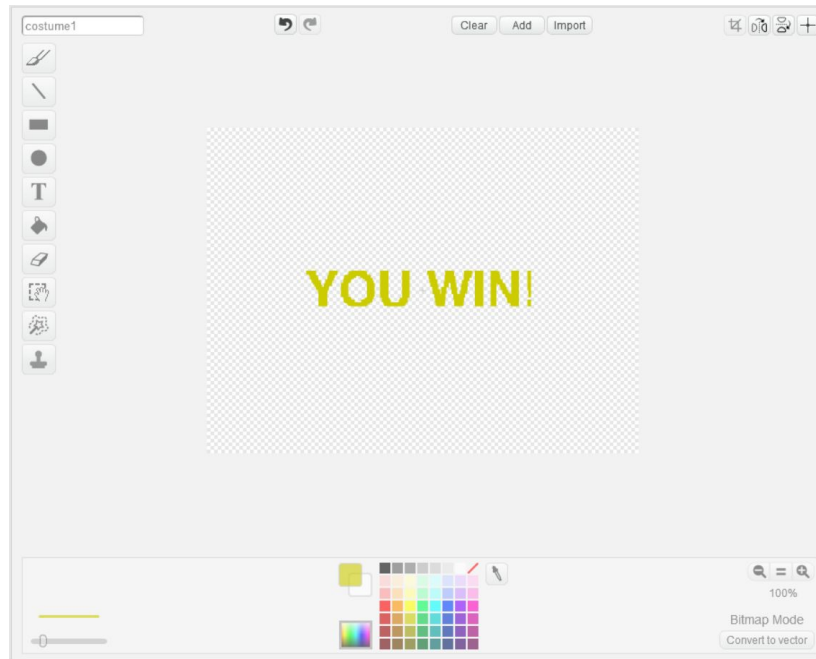 costume1
Clear Add Import
T
YOU WIN!
100%
Bitmap Mode
Convert to vector